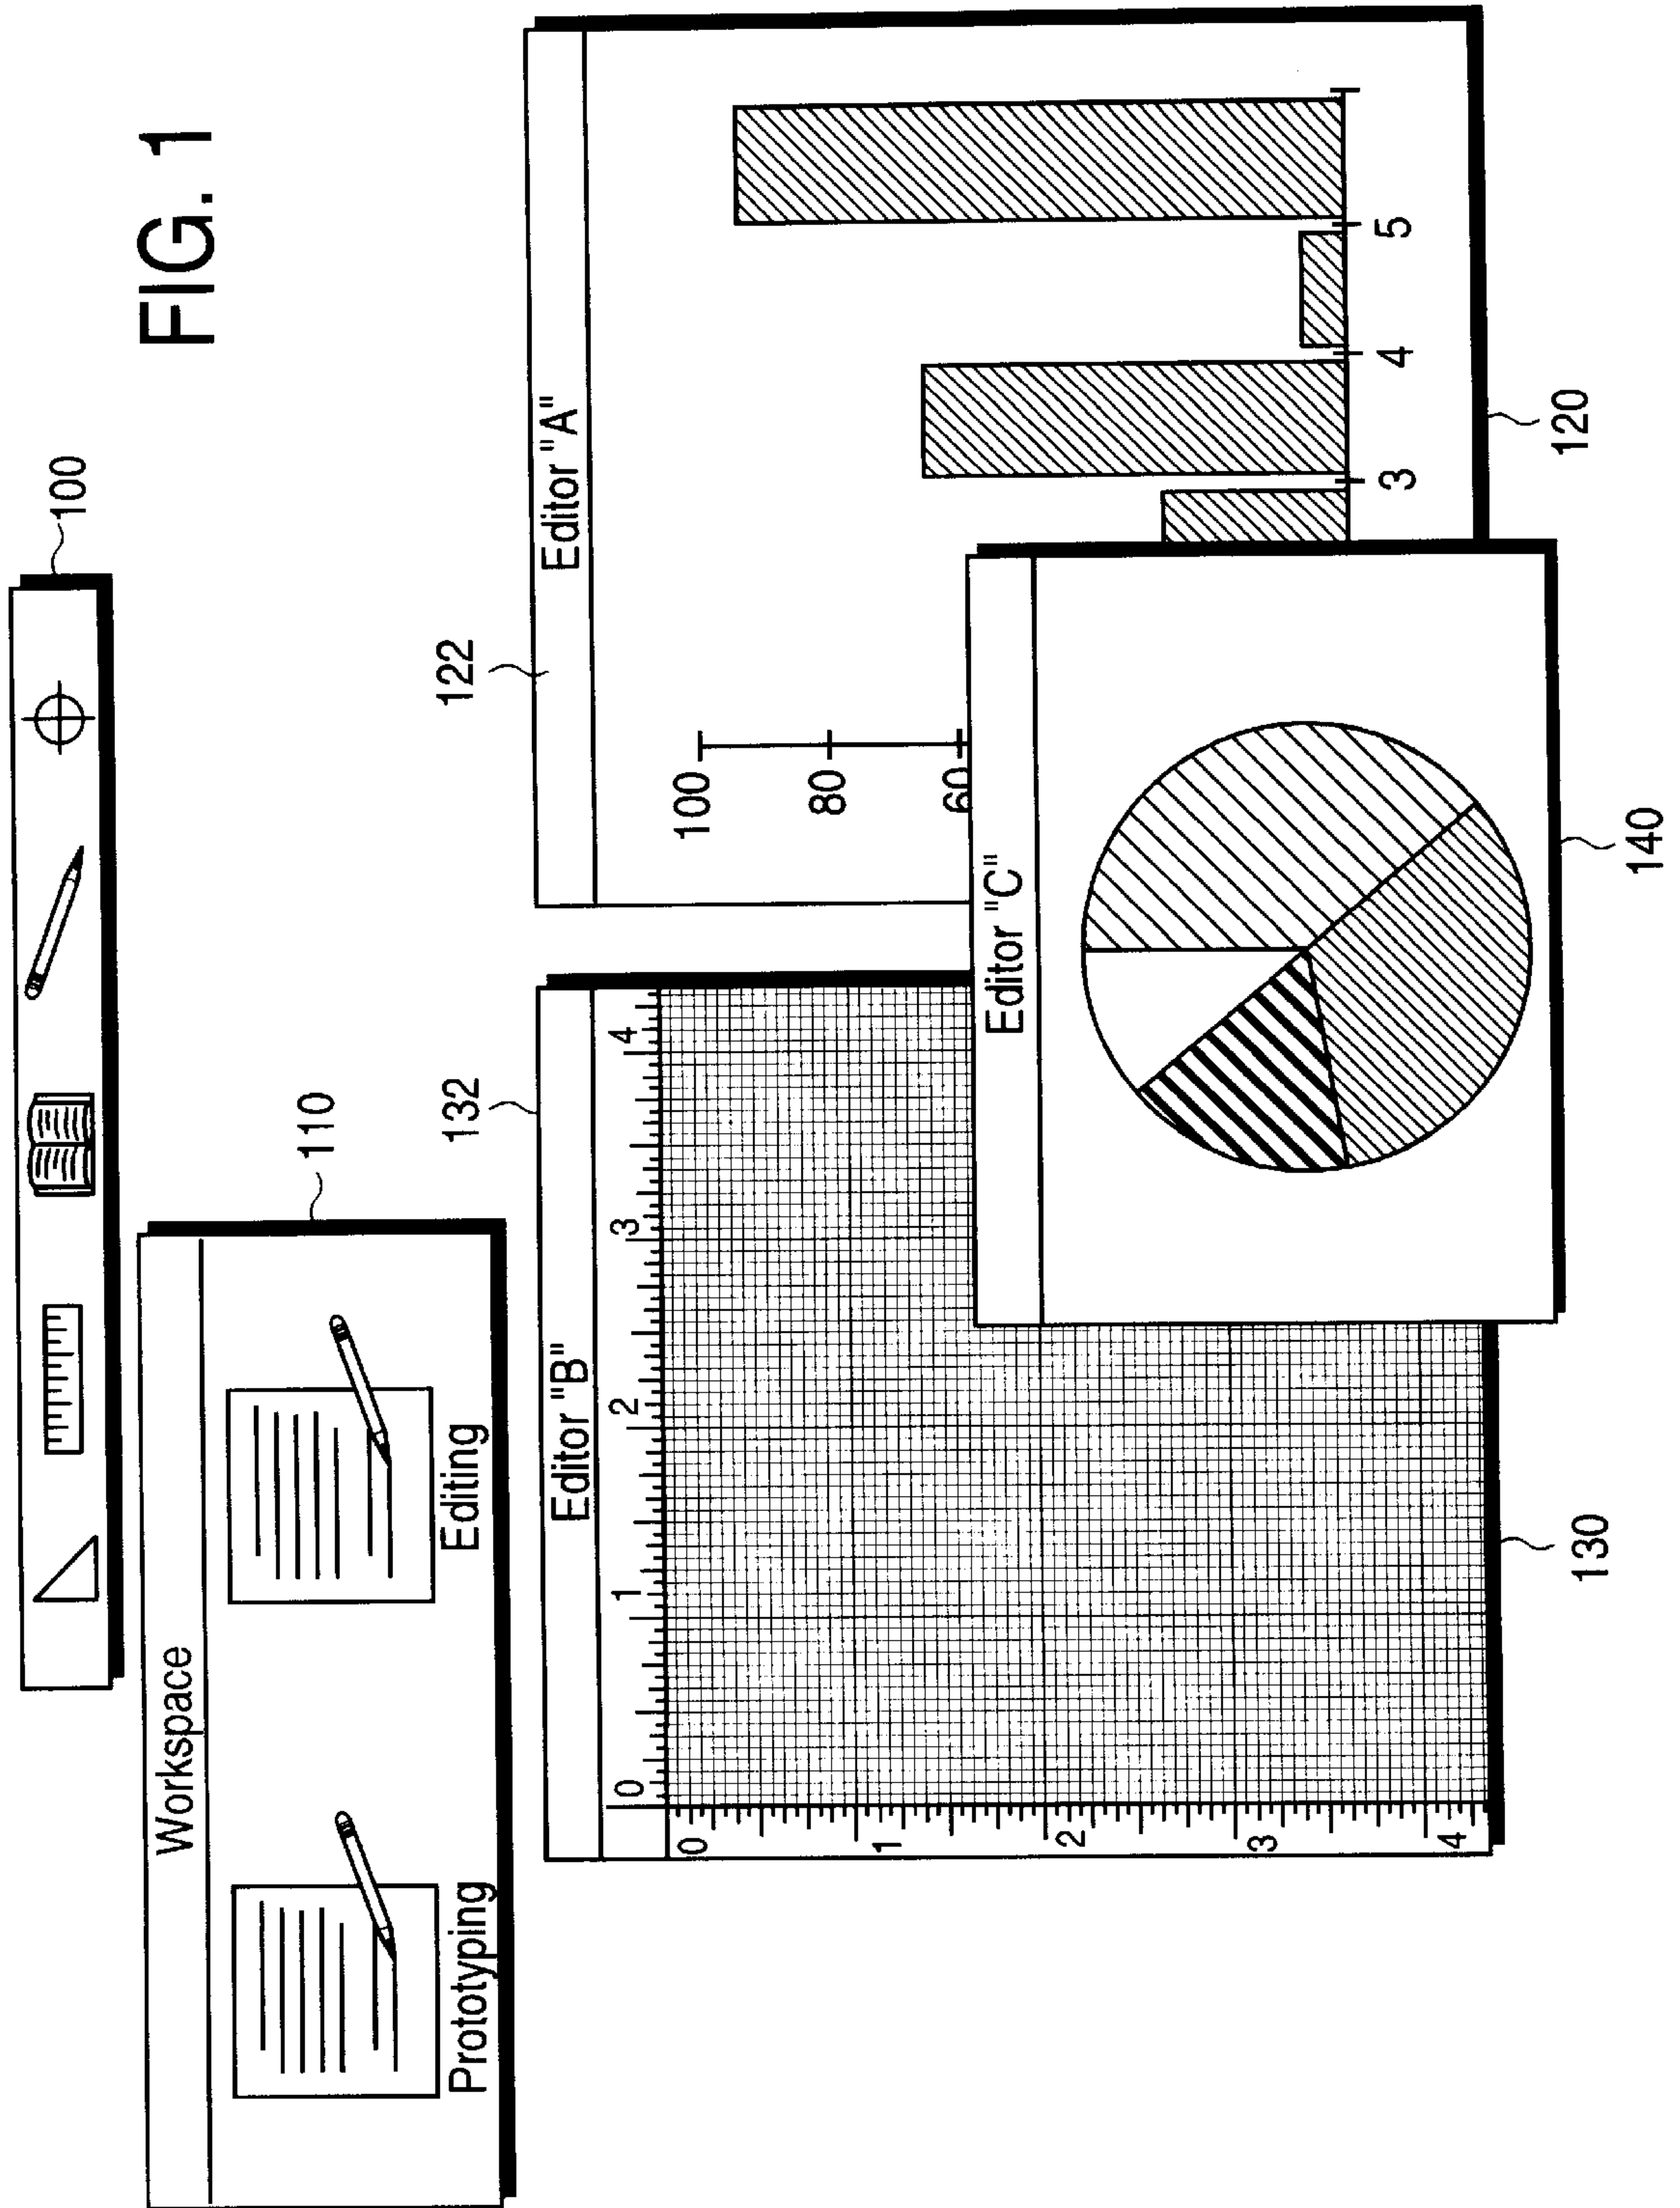 FIG. 1
100
110
Workspace
Prototyping
Editing
132
Editor "B"
0 1 2 3 4
0
1
2
3
4
130
122
Editor "A"
100
80
60
3 4 5
120
Editor "C"
140